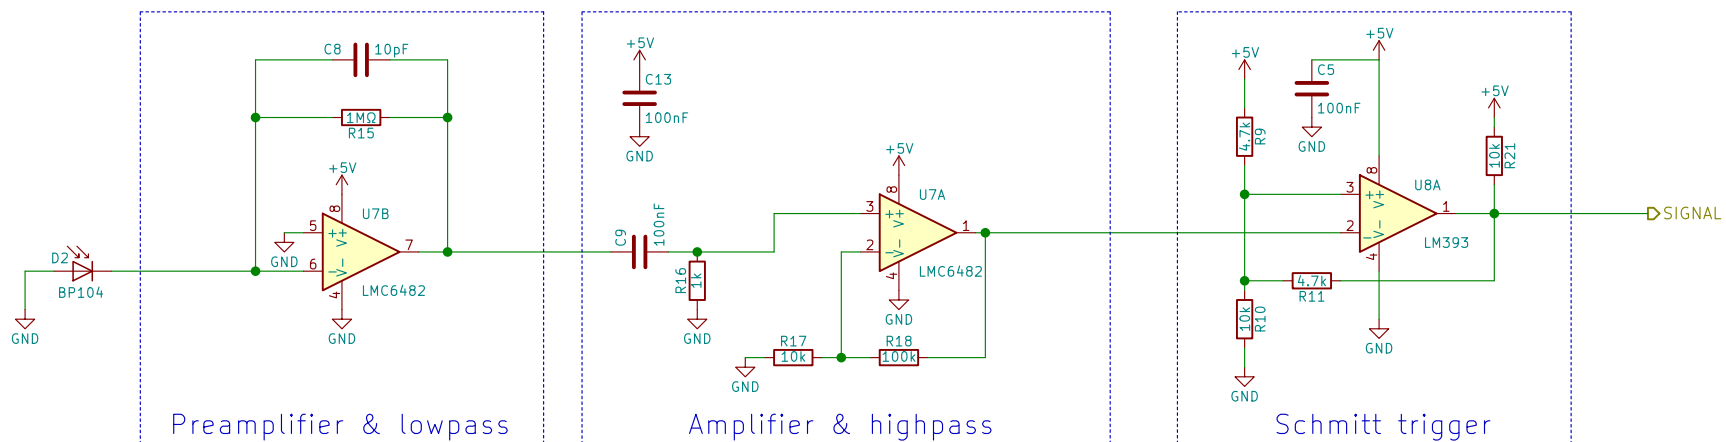 C8 10pF
1MΩ
R15
+5V
8
U7B
5
7
GND
6
4
LMC6482
GND
D2
BP104
GND
Preamplifier & lowpass
+5V
C13
100nF
GND
+5V
8
U7A
3
1
2
4
LMC6482
GND
C9
100nF
R16
1k
GND
R17
10k
R18
100k
GND
Amplifier & highpass
+5V
4.7k
R9
+5V
C5
100nF
GND
+5V
10k
R21
8
U8A
3
1
2
4
LM393
4.7k
R11
10k
R10
GND
GND
SIGNAL
Schmitt trigger
++
V+
V-
++
V+
V-
++
V+
V-